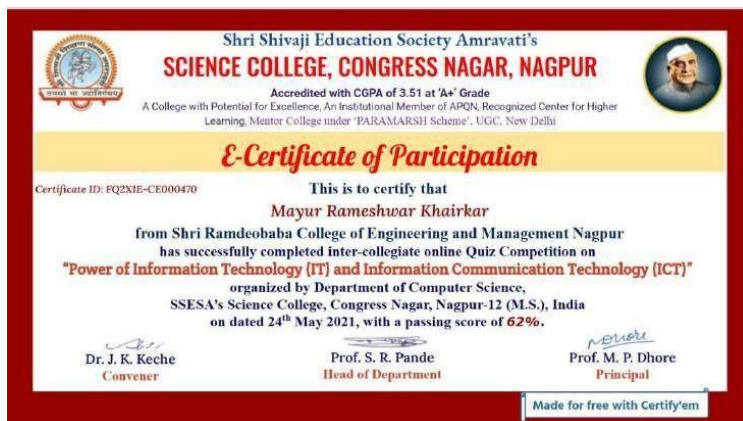 Shri Shivaji Education Society Amravati's
SCIENCE COLLEGE, CONGRESS NAGAR, NAGPUR
Accredited with CGPA of 3.51 at 'A+' Grade
A College with Potential for Excellence, An Institutional Member of APQN, Recognized Center for Higher
Learning, Mentor College under 'PARAMARSH Scheme', UGC, New Delhi
E-Certificate of Participation
Certificate ID: FQ2XIE-CE000470
This is to certify that
Mayur Rameshwar Khairkar
from Shri Ramdeobaba College of Engineering and Management Nagpur
has successfully completed inter-collegiate online Quiz Competition on
"Power of Information Technology (IT) and Information Communication Technology (ICT)"
organized by Department of Computer Science,
SSESA's Science College, Congress Nagar, Nagpur-12 (M.S.), India
on dated 24th May 2021, with a passing score of 62%.
Dr. J. K. Keche
Convener
Prof. S. R. Pande
Head of Department
Prof. M. P. Dhore
Principal
Made for free with Certify'em